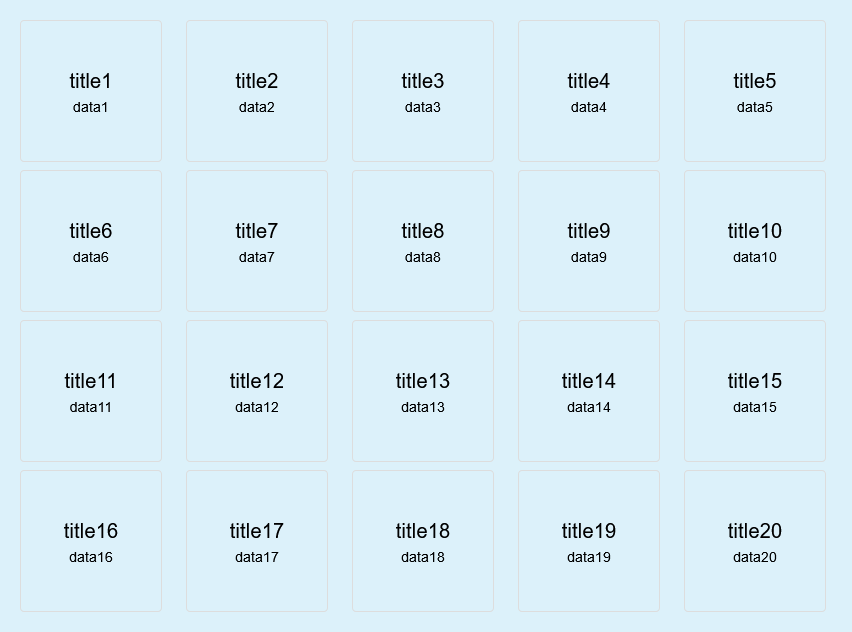 title1
data1
title2
data2
title3
data3
title4
data4
title5
data5
title6
data6
title7
data7
title8
data8
title9
data9
title10
data10
title11
data11
title12
data12
title13
data13
title14
data14
title15
data15
title16
data16
title17
data17
title18
data18
title19
data19
title20
data20